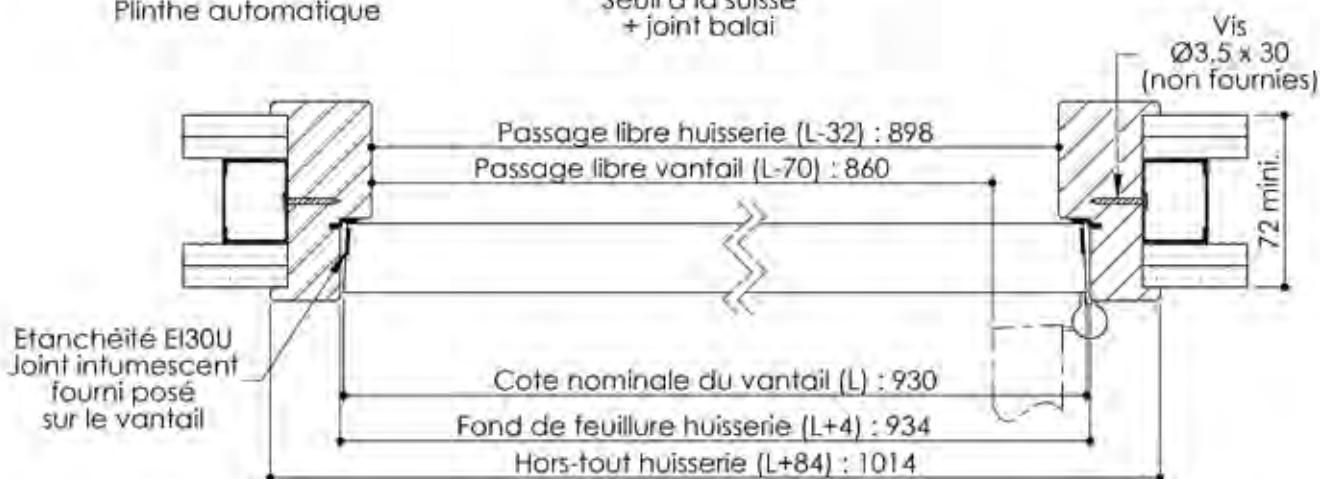 Plinthe automatique
Seuil à la suisse
+ joint balai
Vis
Ø3,5 x 30
(non fournies)
Passage libre huisserie (L-32) : 898
Passage libre vantail (L-70) : 860
72 mini.
Etanchéité EI30U
Joint intumescent
fourni posé
sur le vantail
Cote nominale du vantail (L) : 930
Fond de feuillure huisserie (L+4) : 934
Hors-tout huisserie (L+84) : 1014